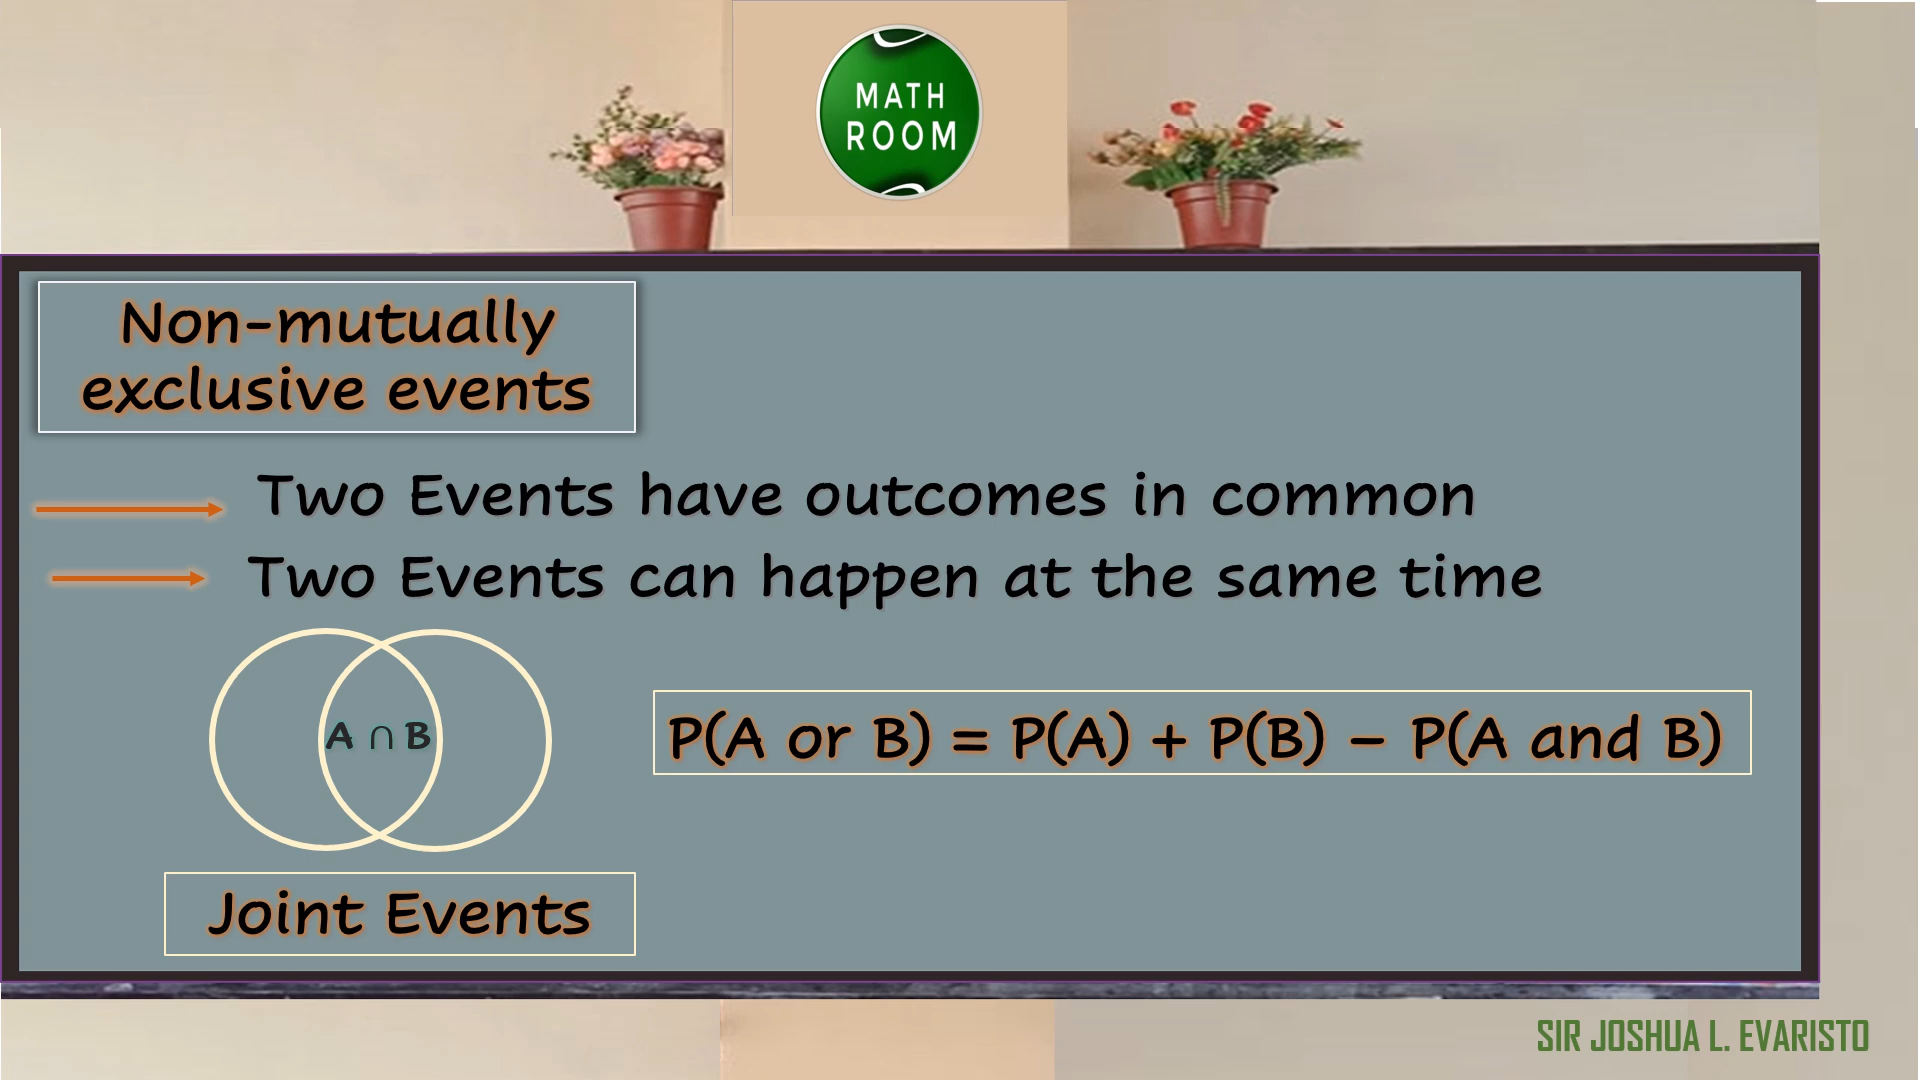 MATH
ROOM
Non-mutually
exclusive events
Two Events have outcomes in common
Two Events can happen at the same time
A ∩ B
P(A or B) = P(A) + P(B) – P(A and B)
Joint Events
SIR JOSHUA L. EVARISTO